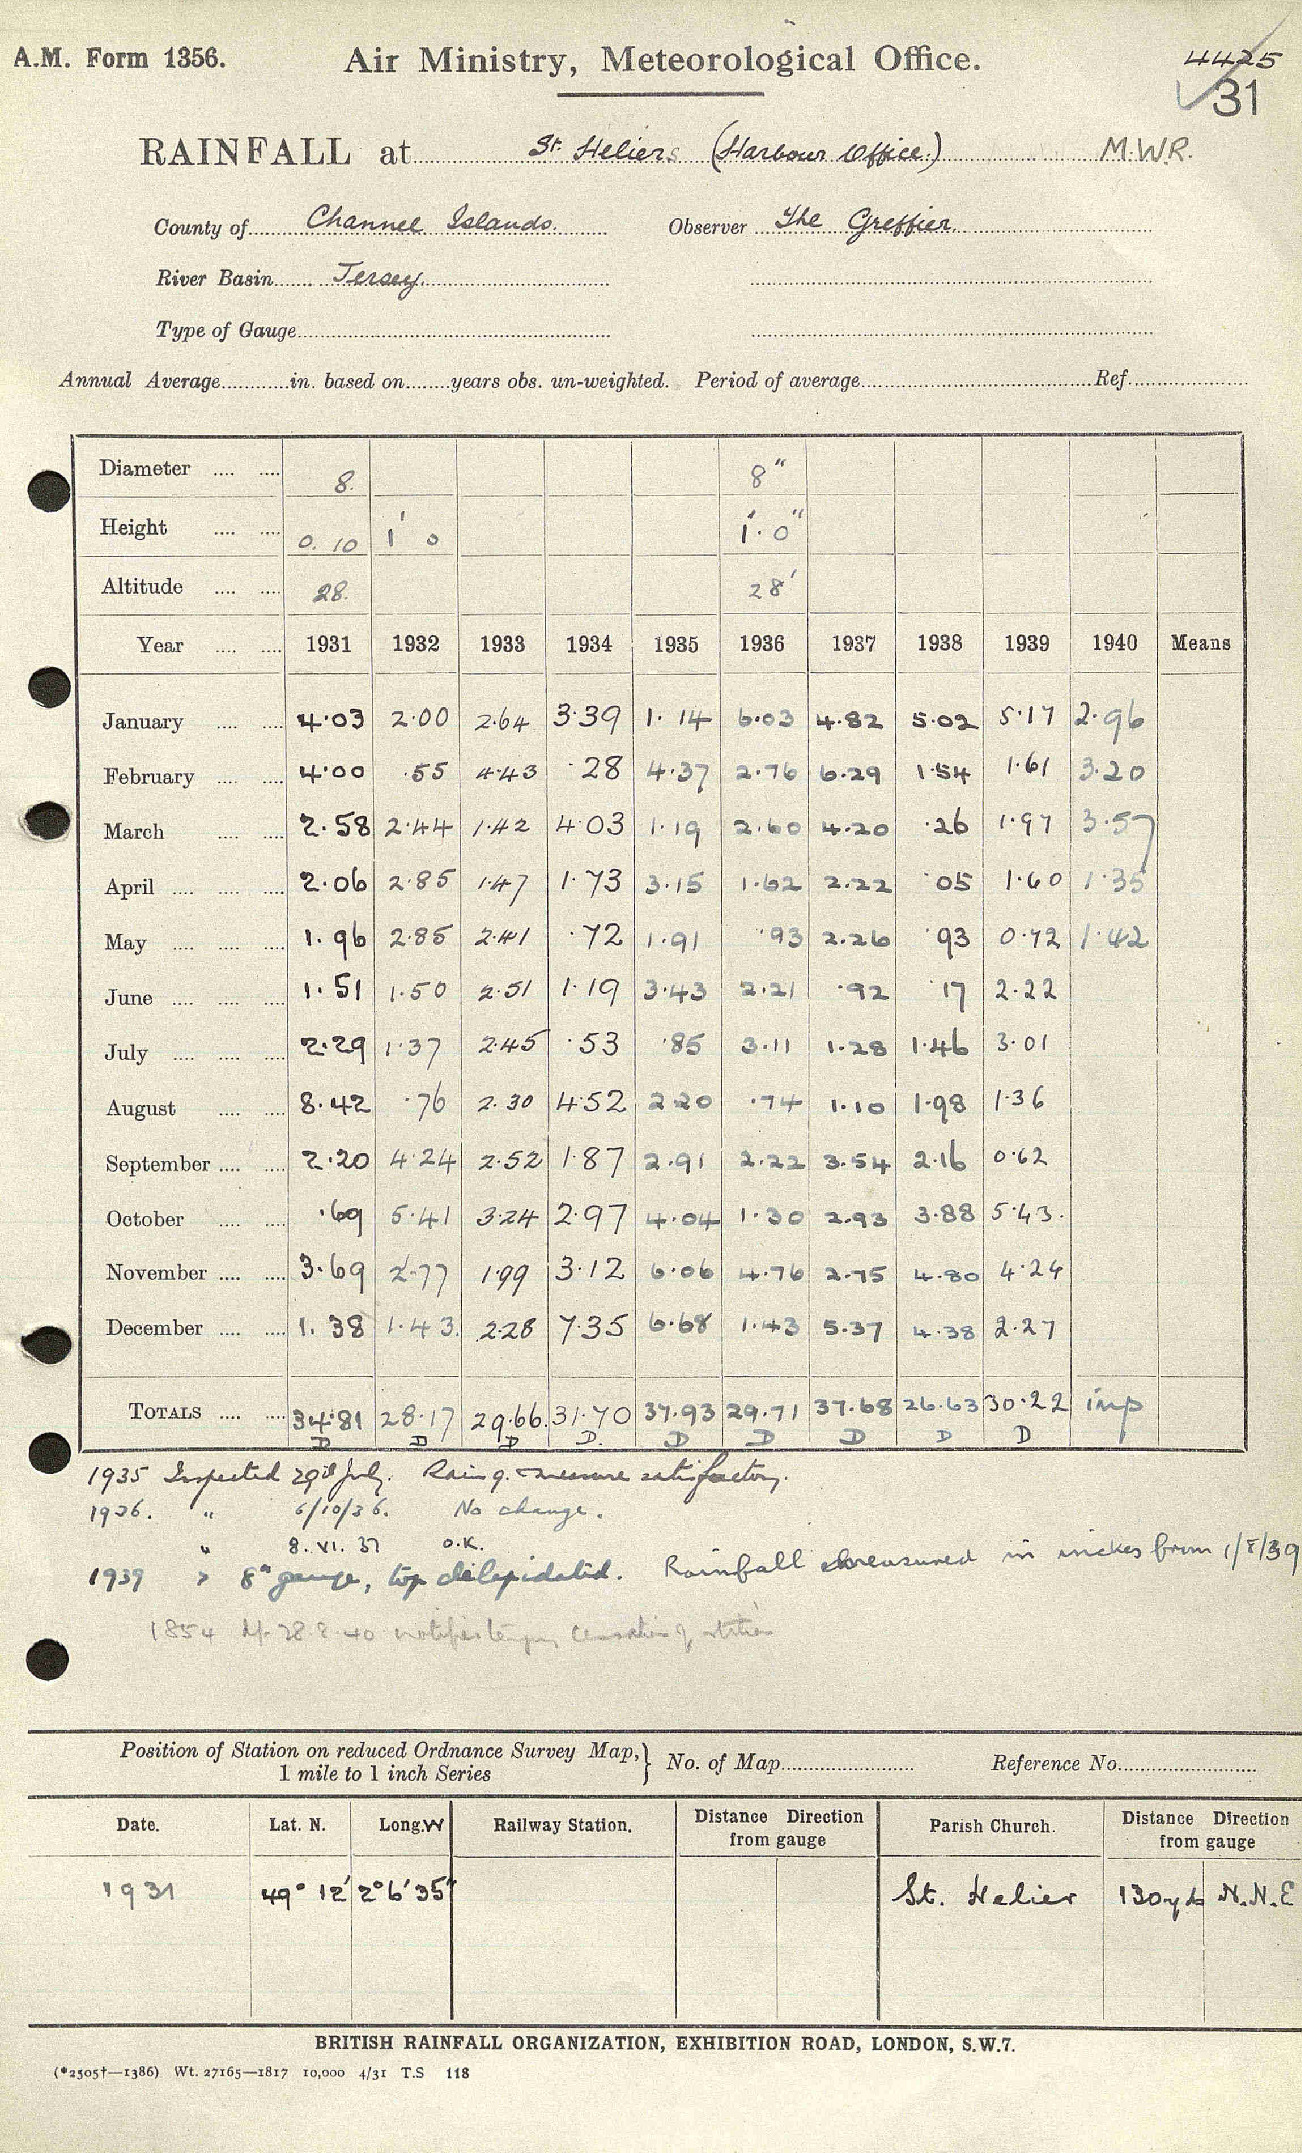 A.M. Form 1356. Air Ministry, Meteorological Office. 4425
31
RAINFALL at St. Heliers (Harbour Office.) M.W.R.
County of Channel Islands. Observer The Greffier
River Basin Jersey.
Type of Gauge
Annual Average in. based on years obs. un-weighted. Period of average Ref.
Diameter 8. 8"
Height 0. 10 1' 0 1'. 0"
Altitude 28. 28'
Year 1931 1932 1933 1934 1935 1936 1937 1938 1939 1940 Means
January 4.03 2.00 2.64 3.39 1.14 6.03 4.82 5.02 5.17 2.96
February 4.00 .55 4.43 .28 4.37 2.76 6.29 1.54 1.61 3.20
March 2.58 2.44 1.42 4.03 1.19 2.60 4.20 .26 1.97 3.57
April 2.06 2.85 1.47 1.73 3.15 1.62 2.22 .05 1.60 1.35
May 1.96 2.85 2.41 .72 1.91 .93 2.26 .93 0.72 1.42
June 1.51 1.50 2.51 1.19 3.43 2.21 .92 .17 2.22
July 2.29 1.37 2.45 .53 .85 3.11 1.28 1.46 3.01
August 8.42 .76 2.30 4.52 2.20 .74 1.10 1.98 1.36
September 2.20 4.24 2.52 1.87 2.91 2.22 3.54 2.16 0.62
October .69 5.41 3.24 2.97 4.04 1.30 2.93 3.88 5.43.
November 3.69 2.77 1.99 3.12 6.06 4.76 2.75 4.80 4.24
December 1.38 1.43 2.28 7.35 6.68 1.43 5.37 4.38 2.27
TOTALS 34.81 28.17 29.66 31.70 37.93 29.71 37.68 26.63 30.22 inp
D D D D. D D D D D
1935 Inspected 29th July. Rain g. & measure satisfactory.
1936. " 6/10/36. No change.
" 8. VI. 37 O.K.
1939 " 8" gauge, top dilapidated. Rainfall measured in inches from 1/8/39
1854 28.8.40 cessation of station
Position of Station on reduced Ordnance Survey Map,} No. of Map Reference No.
1 mile to 1 inch Series
Date. Lat. N. Long. W Railway Station. Distance Direction from gauge Parish Church. Distance Direction from gauge
1931 49° 12' 2° 6' 35" St. Helier 130 yds N.N.E
BRITISH RAINFALL ORGANIZATION, EXHIBITION ROAD, LONDON, S.W.7.
(*2505†—1386) Wt. 27165—1817 10,000 4/31 T.S 118